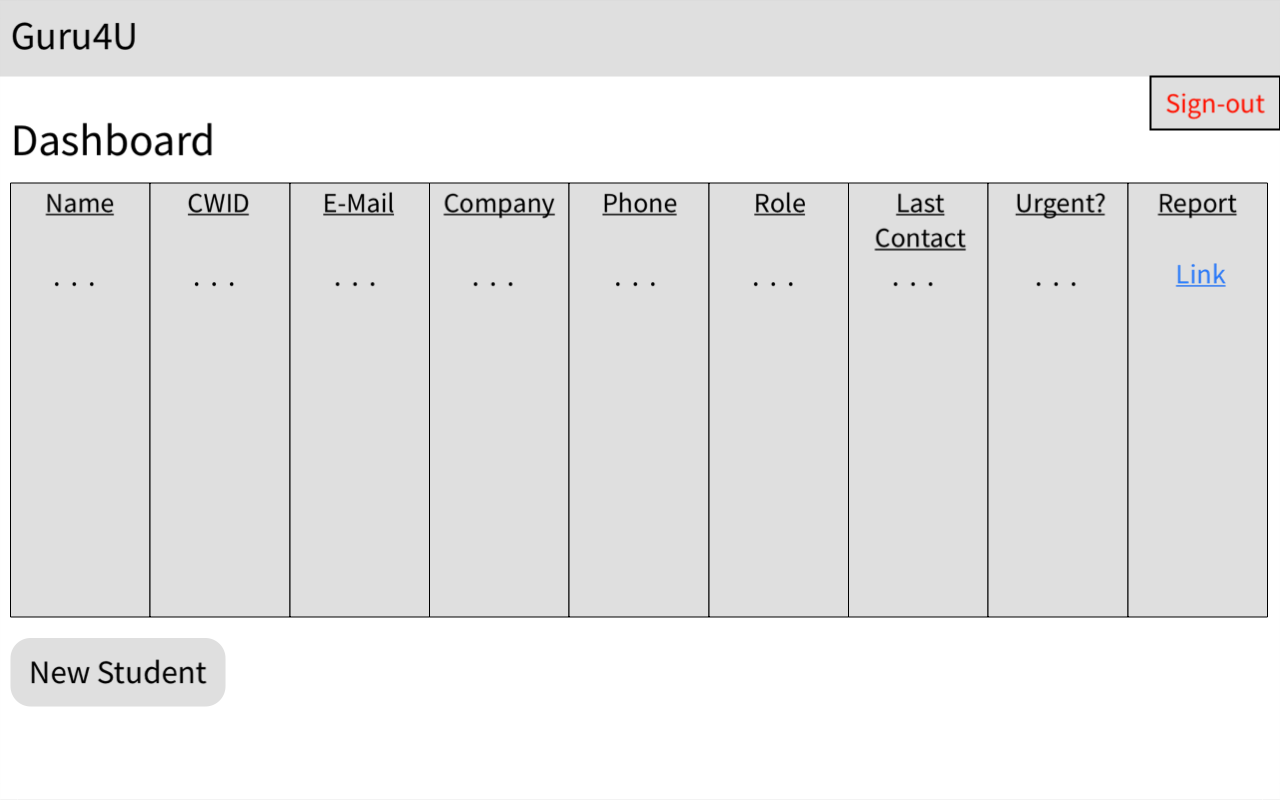 Guru4U
Sign-out
Dashboard
Name CWID E-Mail Company Phone Role Last Contact Urgent? Report
. . . . . . . . . . . . . . . . . . . . . . . . Link
New Student